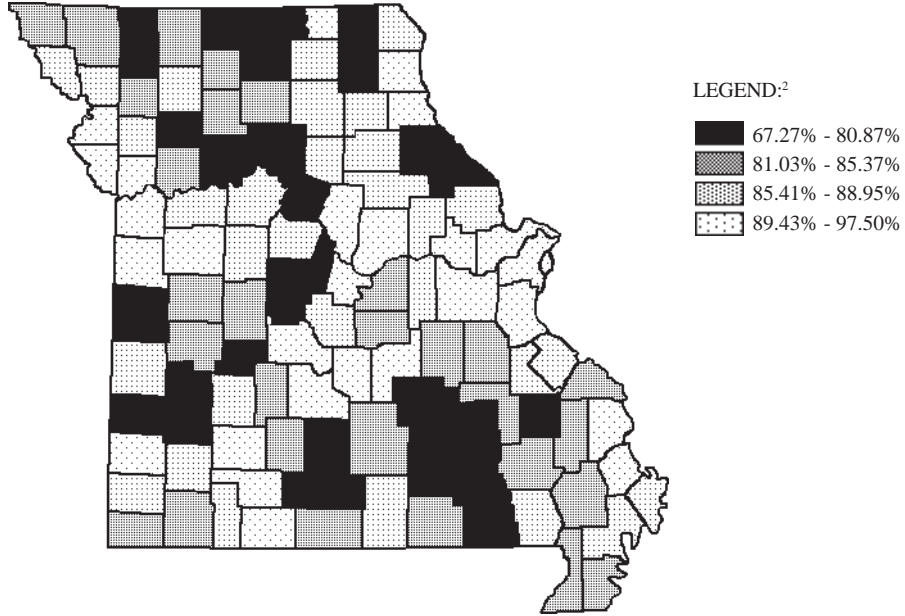 LEGEND:²
67.27% - 80.87%
81.03% - 85.37%
85.41% - 88.95%
89.43% - 97.50%